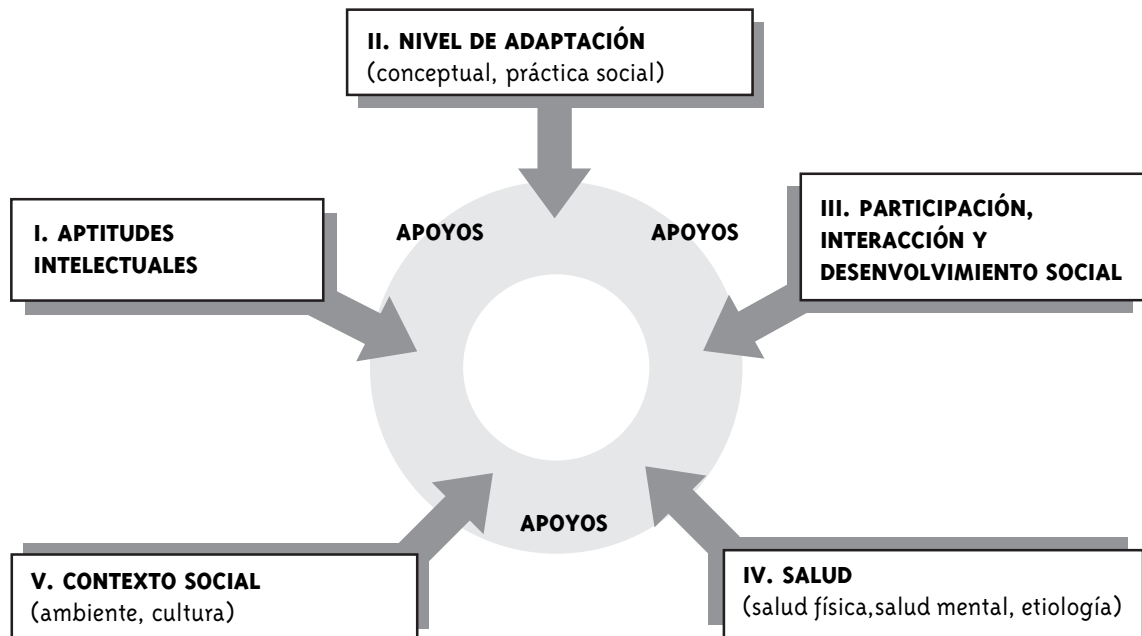 II. NIVEL DE ADAPTACIÓN
(conceptual, práctica social)
I. APTITUDES
INTELECTUALES
APOYOS
APOYOS
III. PARTICIPACIÓN,
INTERACCIÓN Y
DESENVOLVIMIENTO SOCIAL
APOYOS
V. CONTEXTO SOCIAL
(ambiente, cultura)
IV. SALUD
(salud física,salud mental, etiología)